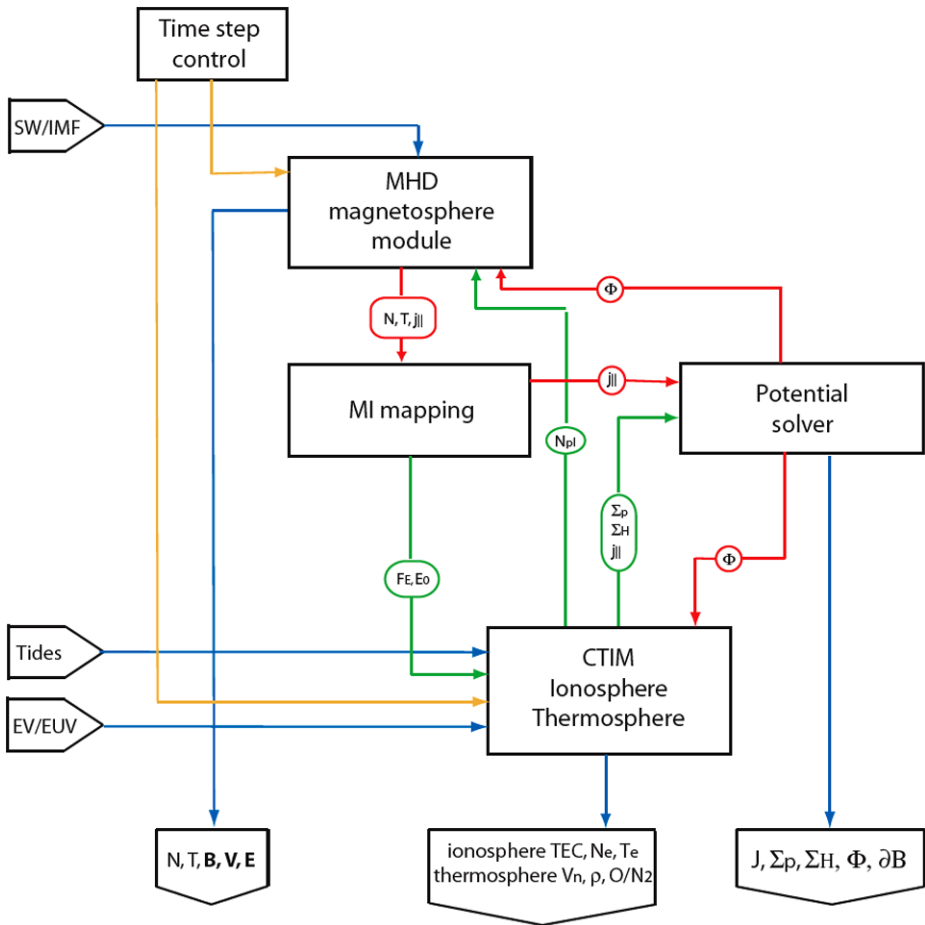 Time step
control
SW/IMF
MHD
magnetosphere
module
Φ
N, T, j||
j||
MI mapping
Potential
solver
Npl
Σp
ΣH
j||
Φ
FE, E0
Tides
CTIM
Ionosphere
Thermosphere
EV/EUV
N, T, B, V, E
ionosphere TEC, Ne, Te
thermosphere Vn, ρ, O/N2
J, Σp, ΣH, Φ, ∂B